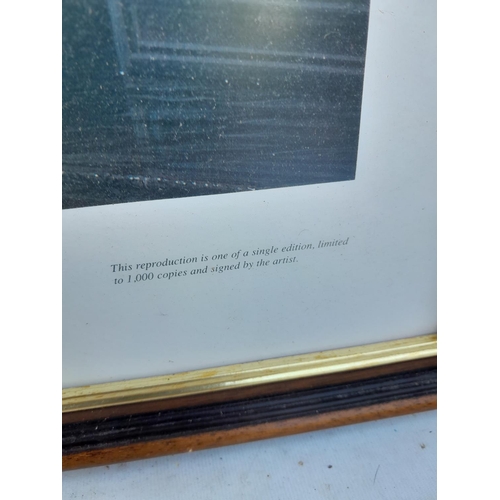 This reproduction is one of a single edition, limited
to 1,000 copies and signed by the artist.